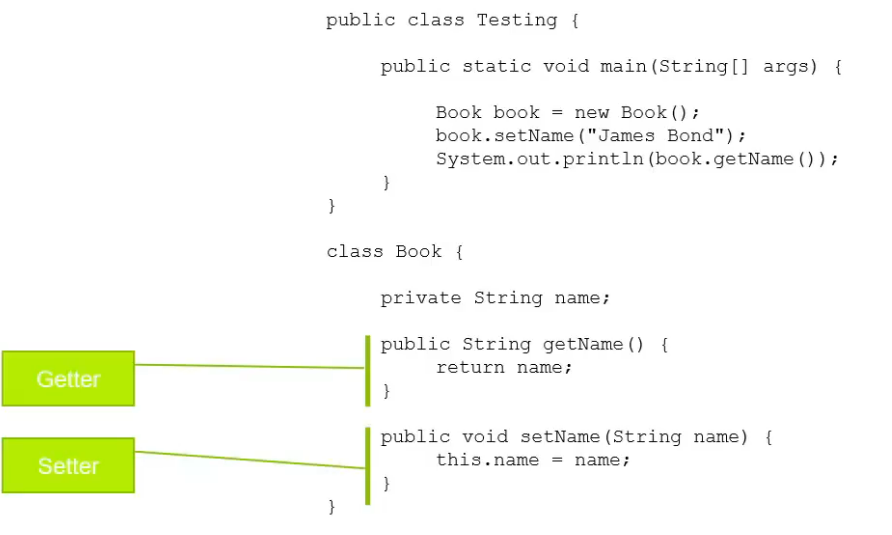 public class Testing {
public static void main(String[] args) {
Book book = new Book();
book.setName("James Bond");
System.out.println(book.getName());
}
}
class Book {
private String name;
Getter
public String getName() {
return name;
}
Setter
public void setName(String name) {
this.name = name;
}
}